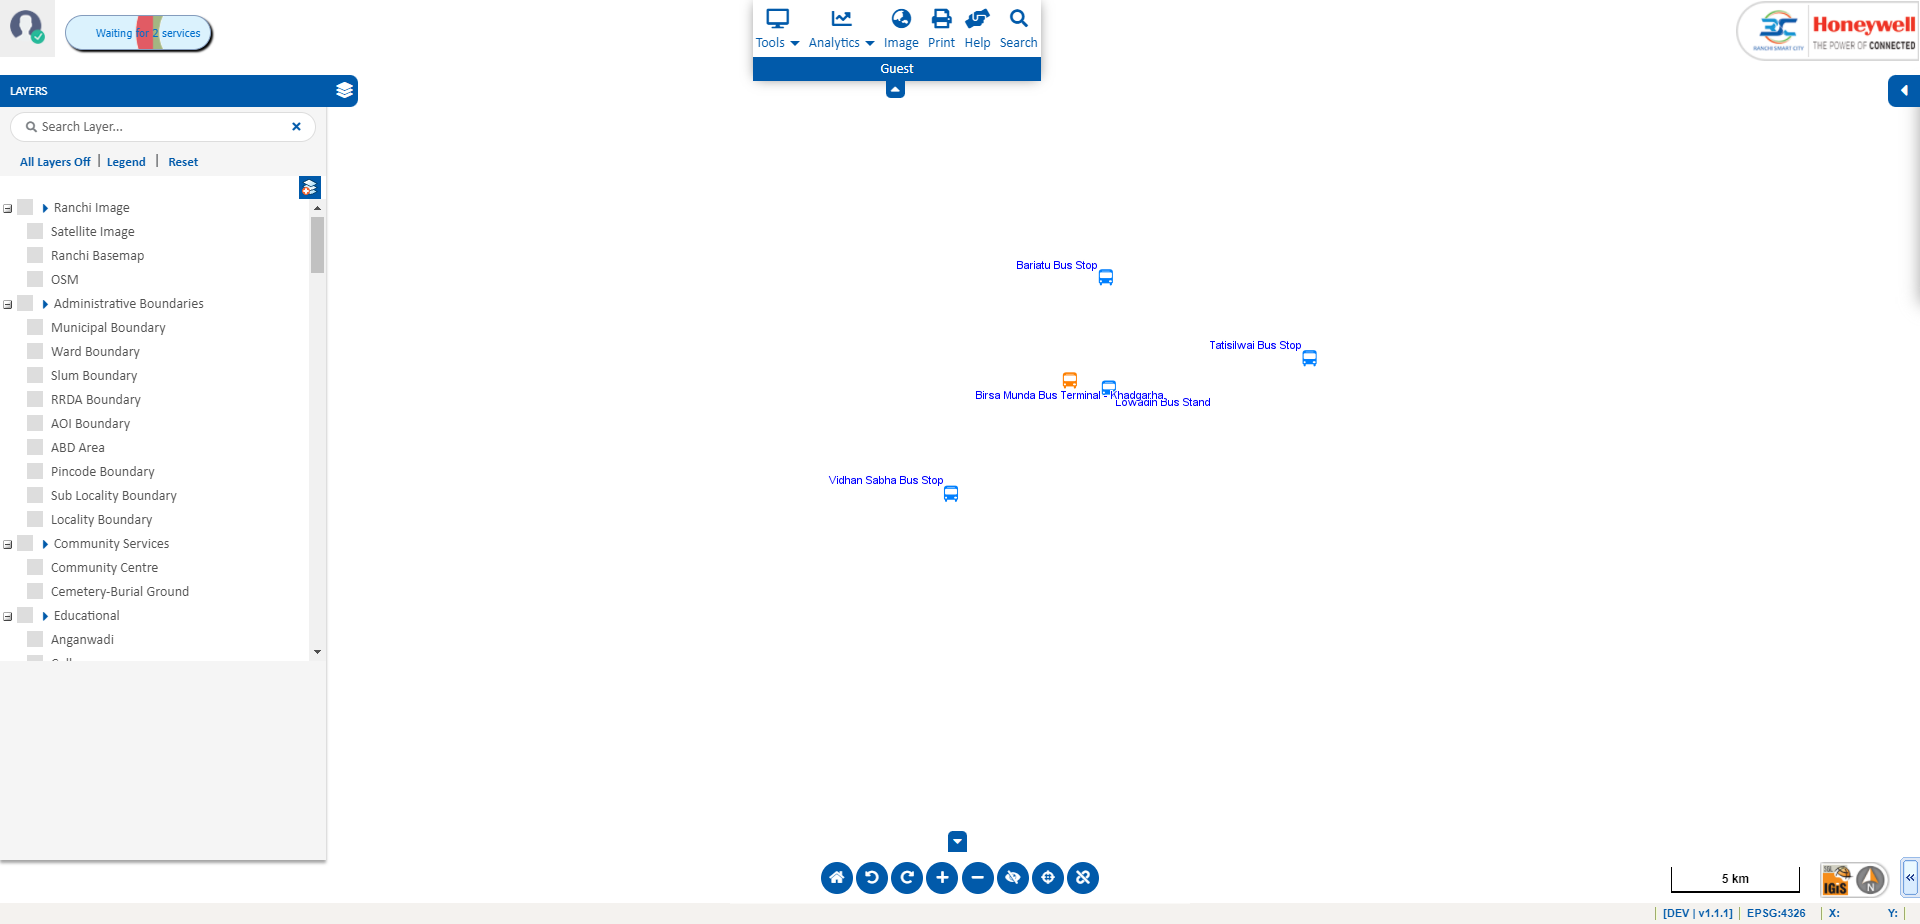 Waiting for 2 services
Tools
Analytics
Image
Print
Help
Search
Guest
RANCHI SMART CITY
Honeywell
THE POWER OF CONNECTED
LAYERS
Search Layer...
All Layers Off | Legend | Reset
Ranchi Image
Satellite Image
Ranchi Basemap
OSM
Administrative Boundaries
Municipal Boundary
Ward Boundary
Slum Boundary
RRDA Boundary
AOI Boundary
ABD Area
Pincode Boundary
Sub Locality Boundary
Locality Boundary
Community Services
Community Centre
Cemetery-Burial Ground
Educational
Anganwadi
Bariatu Bus Stop
Tatisilwai Bus Stop
Birsa Munda Bus Terminal - Khadgarha
Lowadih Bus Stand
Vidhan Sabha Bus Stop
5 km
IGiS
N
[DEV | v1.1.1]
EPSG:4326
X:
Y: